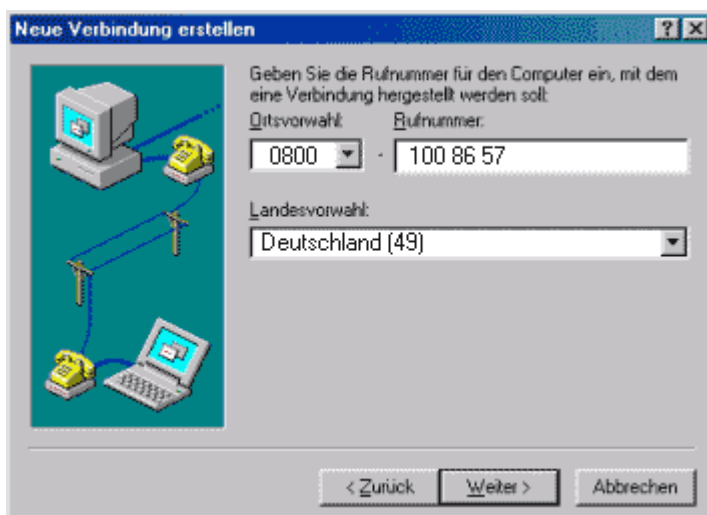 Neue Verbindung erstellen
Geben Sie die Rufnummer für den Computer ein, mit dem
eine Verbindung hergestellt werden soll:
Ortsvorwahl: Rufnummer:
0800 - 100 86 57
Landesvorwahl:
Deutschland (49)
< Zurück Weiter > Abbrechen